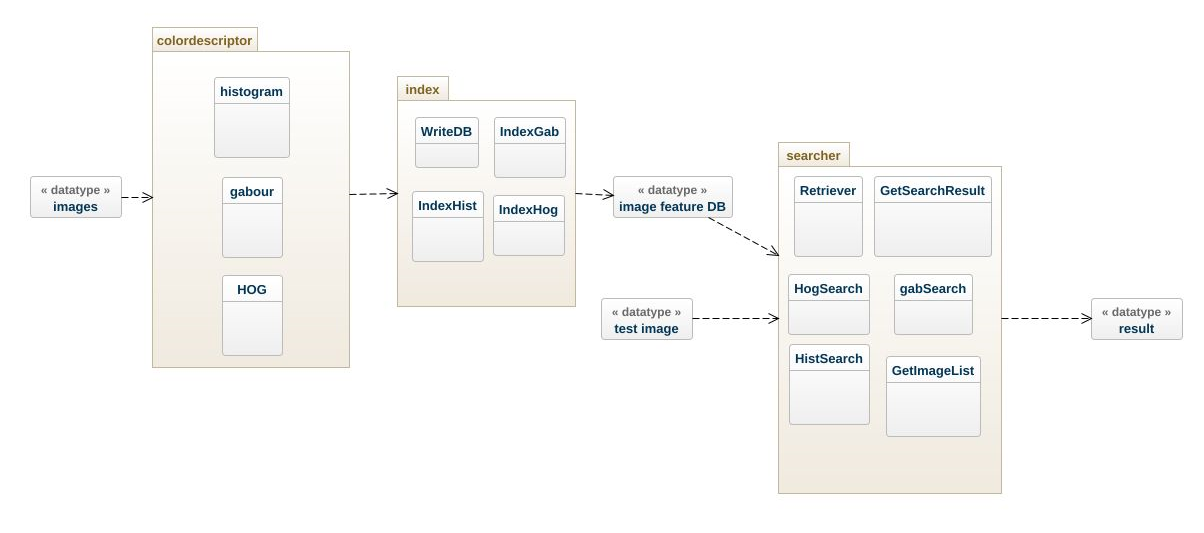 colordescriptor
histogram
gabour
HOG
« datatype »
images
index
WriteDB
IndexGab
IndexHist
IndexHog
« datatype »
image feature DB
« datatype »
test image
searcher
Retriever
GetSearchResult
HogSearch
gabSearch
HistSearch
GetImageList
« datatype »
result